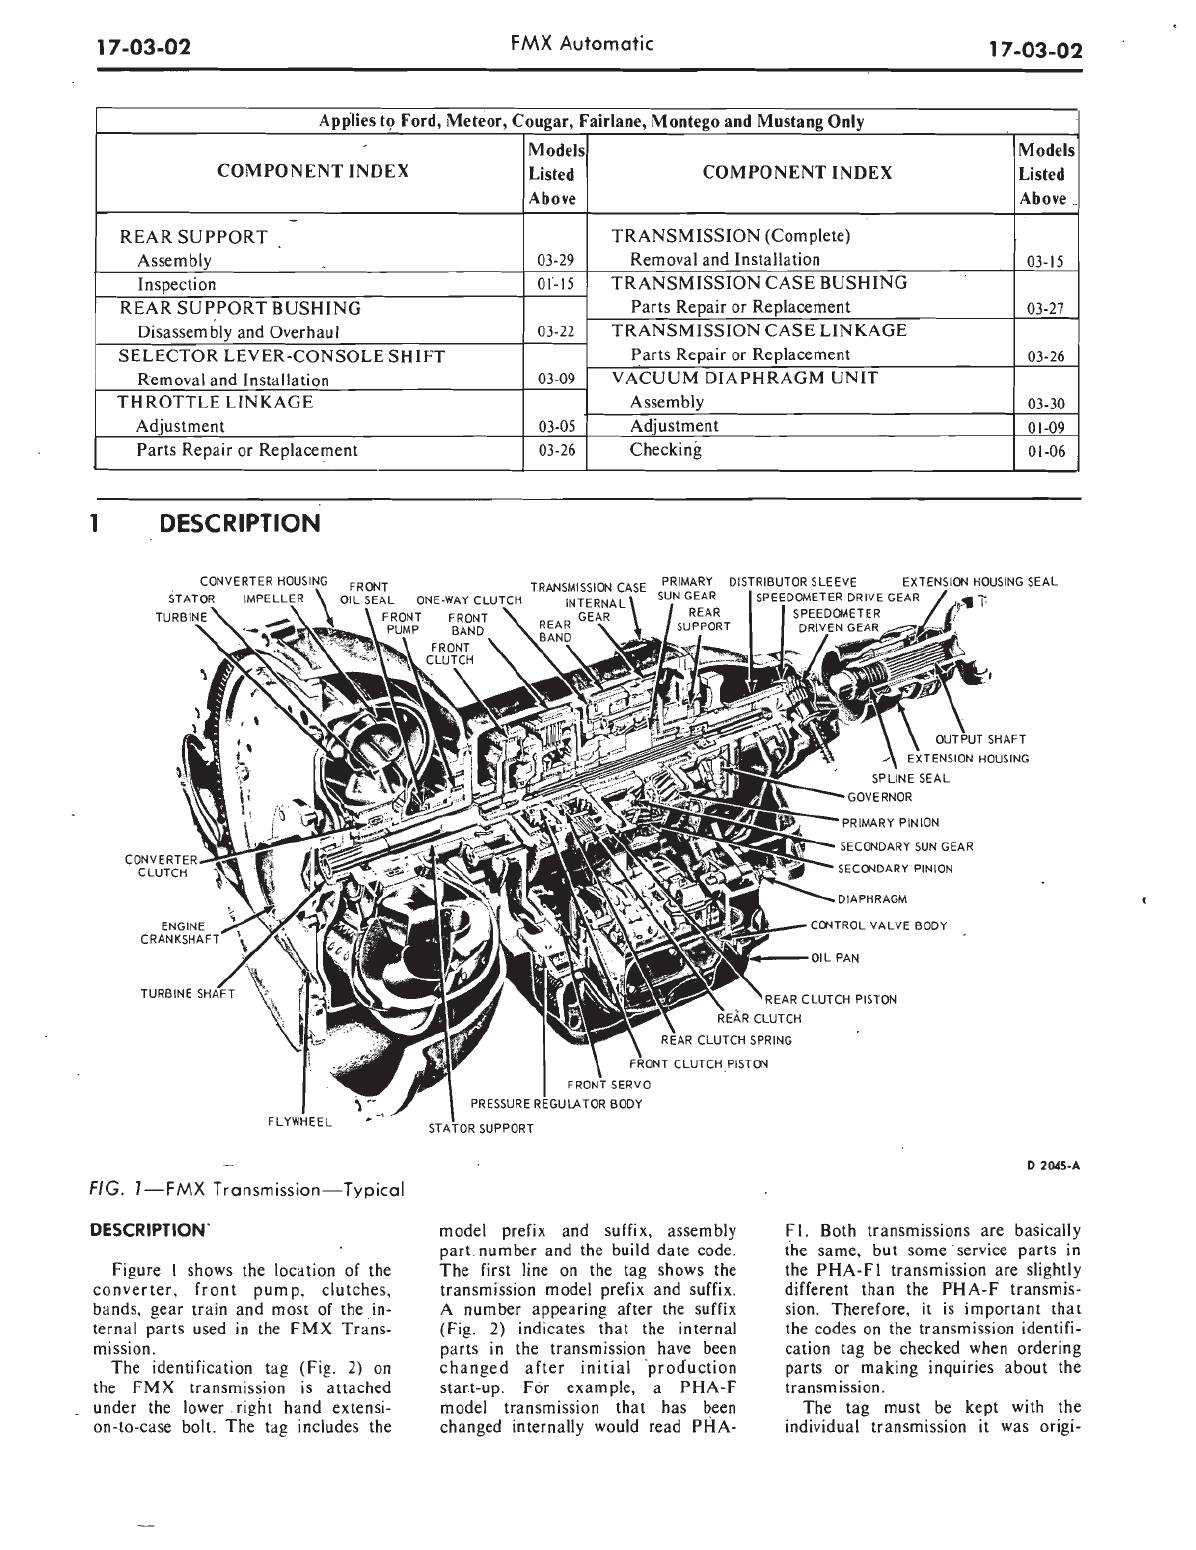 17-03-02
FMX Automatic
17-03-02
Applies to Ford, Meteor, Cougar, Fairlane, Montego and Mustang Only
COMPONENT INDEX
Models
Listed
Above
COMPONENT INDEX
Models
Listed
Above
REAR SUPPORT
Assembly 03-29
Inspection 01-15
REAR SUPPORT BUSHING
Disassembly and Overhaul 03-22
SELECTOR LEVER-CONSOLE SHIFT
Removal and Installation 03-09
THROTTLE LINKAGE
Adjustment 03-05
Parts Repair or Replacement 03-26
TRANSMISSION (Complete)
Removal and Installation 03-15
TRANSMISSION CASE BUSHING
Parts Repair or Replacement 03-27
TRANSMISSION CASE LINKAGE
Parts Repair or Replacement 03-26
VACUUM DIAPHRAGM UNIT
Assembly 03-30
Adjustment 01-09
Checking 01-06
1 DESCRIPTION
CONVERTER HOUSING
STATOR
IMPELLER
TURBINE
FRONT
OIL SEAL
FRONT
PUMP
ONE-WAY CLUTCH
FRONT
BAND
FRONT
CLUTCH
TRANSMISSION CASE
INTERNAL
GEAR
REAR
BAND
PRIMARY
SUN GEAR
REAR
SUPPORT
DISTRIBUTOR SLEEVE
SPEEDOMETER DRIVE GEAR
SPEEDOMETER
DRIVEN GEAR
EXTENSION HOUSING SEAL
OUTPUT SHAFT
EXTENSION HOUSING
SPLINE SEAL
GOVERNOR
PRIMARY PINION
SECONDARY SUN GEAR
SECONDARY PINION
DIAPHRAGM
CONTROL VALVE BODY
OIL PAN
REAR CLUTCH PISTON
REAR CLUTCH
REAR CLUTCH SPRING
FRONT CLUTCH PISTON
FRONT SERVO
PRESSURE REGULATOR BODY
STATOR SUPPORT
FLYWHEEL
TURBINE SHAFT
ENGINE
CRANKSHAFT
CONVERTER
CLUTCH
D 2045-A
FIG. 1—FMX Transmission—Typical
DESCRIPTION
Figure 1 shows the location of the
converter, front pump, clutches,
bands, gear train and most of the in-
ternal parts used in the FMX Trans-
mission.
The identification tag (Fig. 2) on
the FMX transmission is attached
under the lower right hand extensi-
on-to-case bolt. The tag includes the
model prefix and suffix, assembly
part number and the build date code.
The first line on the tag shows the
transmission model prefix and suffix.
A number appearing after the suffix
(Fig. 2) indicates that the internal
parts in the transmission have been
changed after initial production
start-up. For example, a PHA-F
model transmission that has been
changed internally would read PHA-
F1. Both transmissions are basically
the same, but some service parts in
the PHA-F1 transmission are slightly
different than the PHA-F transmis-
sion. Therefore, it is important that
the codes on the transmission identifi-
cation tag be checked when ordering
parts or making inquiries about the
transmission.
The tag must be kept with the
individual transmission it was origi-